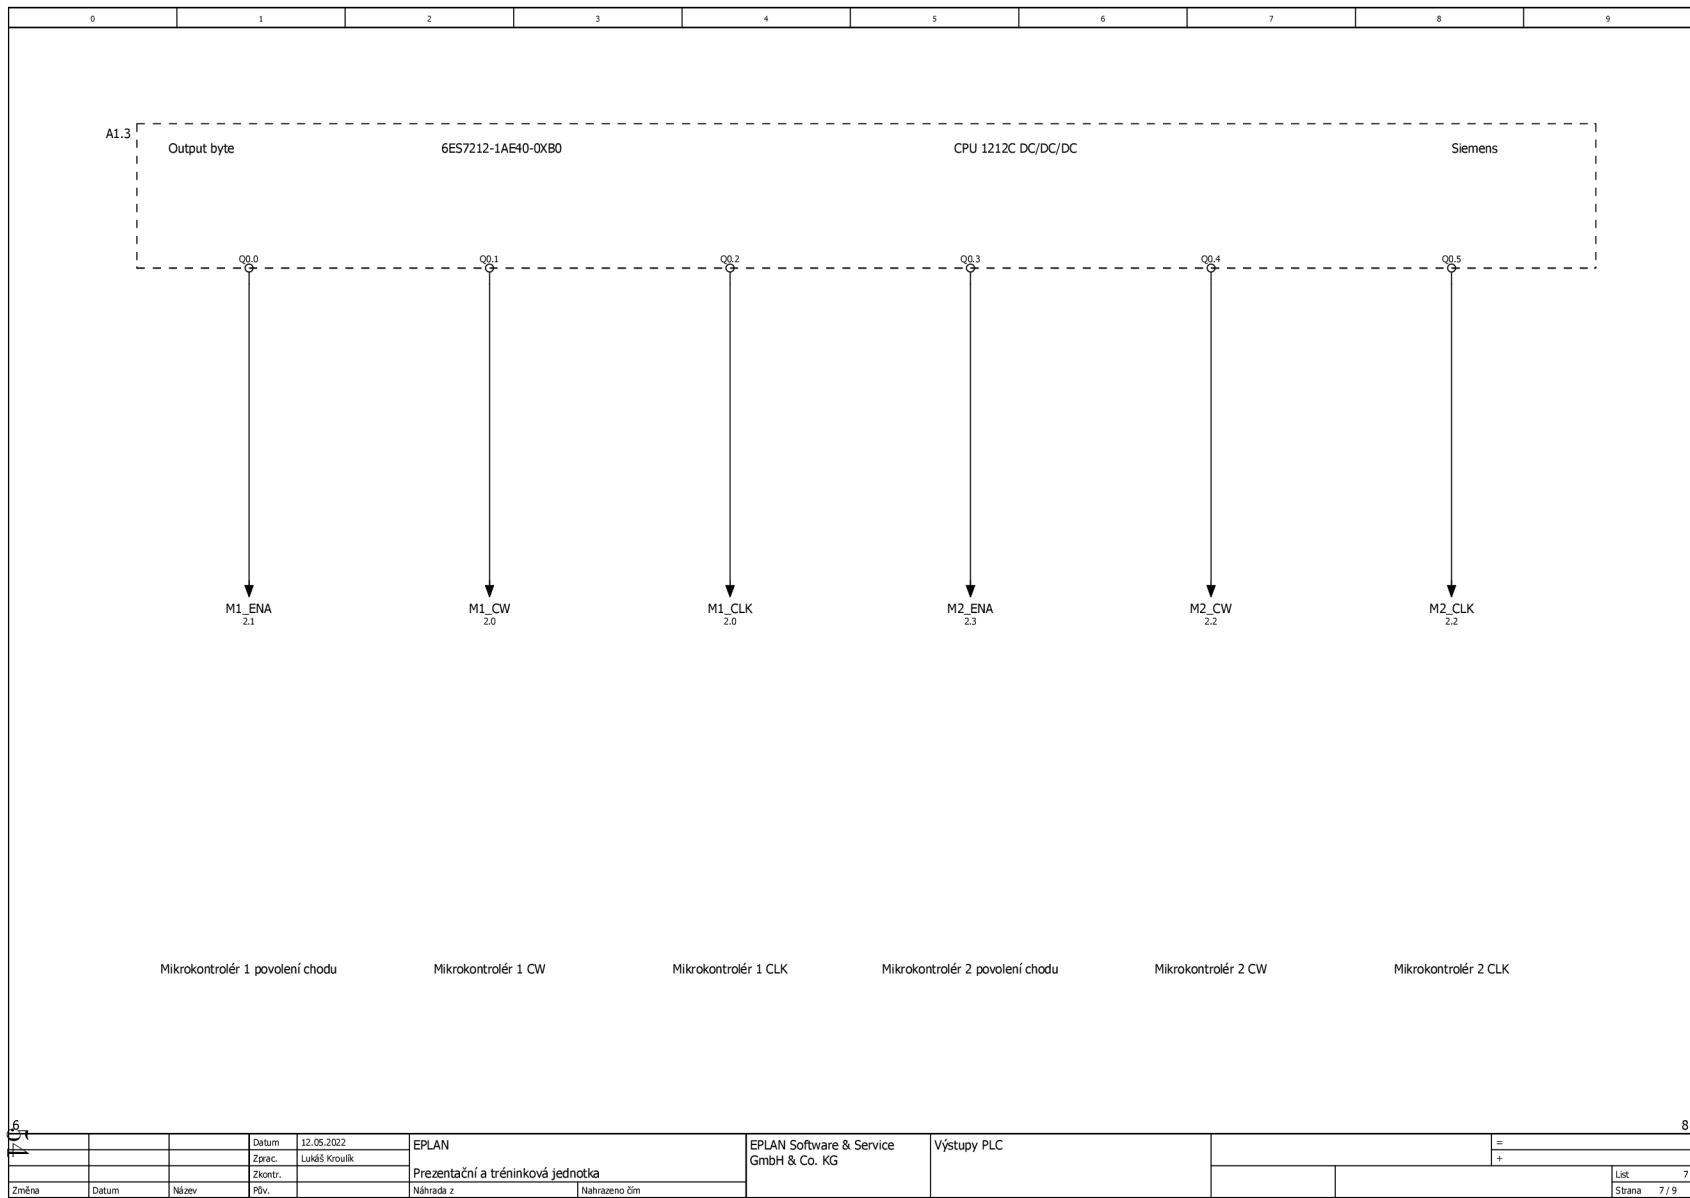 0 1 2 3 4 5 6 7 8 9
A1.3
Output byte 6ES7212-1AE40-0XB0 CPU 1212C DC/DC/DC Siemens
Q0.0 Q0.1 Q0.2 Q0.3 Q0.4 Q0.5
M1_ENA M1_CW M1_CLK M2_ENA M2_CW M2_CLK
2.1 2.0 2.0 2.3 2.2 2.2
Mikrokontrolér 1 povolení chodu Mikrokontrolér 1 CW Mikrokontrolér 1 CLK Mikrokontrolér 2 povolení chodu Mikrokontrolér 2 CW Mikrokontrolér 2 CLK
6 8
Datum 12.05.2022 EPLAN EPLAN Software & Service Výstupy PLC =
Zprac. Lukáš Kroulík GmbH & Co. KG +
Zkontr. Prezentační a tréninková jednotka List 7
Změna Datum Název Pův. Náhrada z Nahrazeno čím Strana 7 / 9